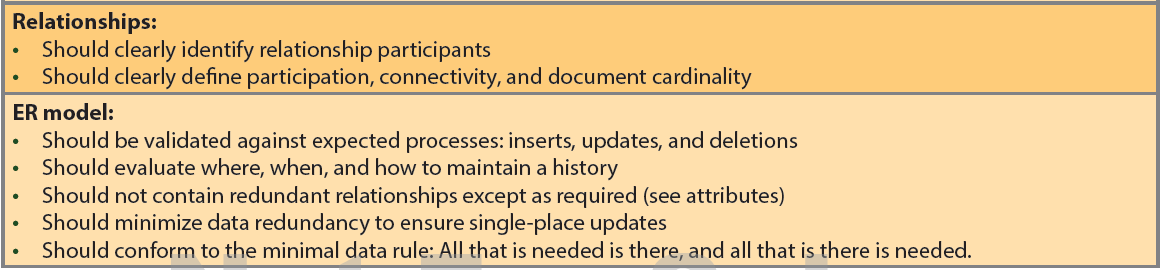 Relationships:
• Should clearly identify relationship participants
• Should clearly define participation, connectivity, and document cardinality
ER model:
• Should be validated against expected processes: inserts, updates, and deletions
• Should evaluate where, when, and how to maintain a history
• Should not contain redundant relationships except as required (see attributes)
• Should minimize data redundancy to ensure single-place updates
• Should conform to the minimal data rule: All that is needed is there, and all that is there is needed.